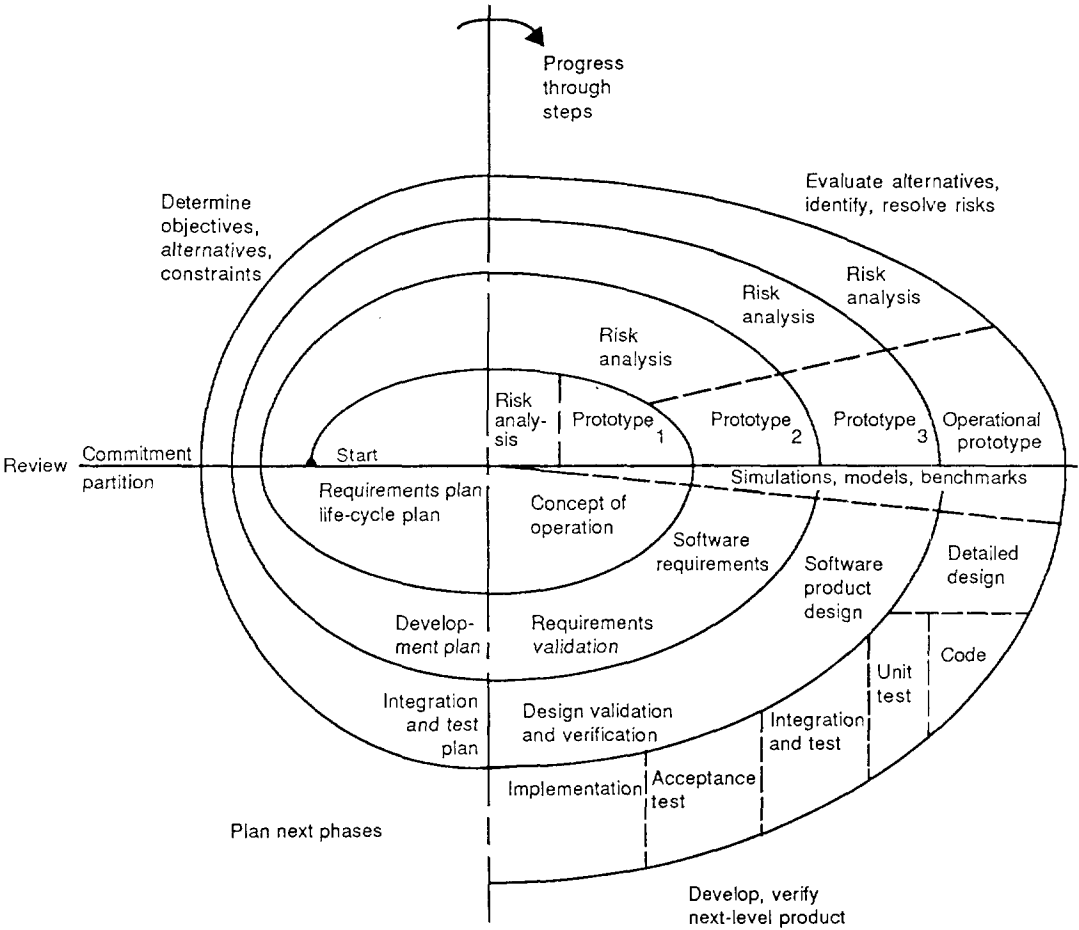 Progress
through
steps
Evaluate alternatives,
identify, resolve risks
Determine
objectives,
alternatives,
constraints
Risk
analysis
Risk
analysis
Risk
analysis
Risk
analy-
sis
Prototype 1
Prototype 2
Prototype 3
Operational
prototype
Review
Commitment
partition
Start
Simulations, models, benchmarks
Requirements plan
life-cycle plan
Concept of
operation
Software
requirements
Software
product
design
Detailed
design
Develop-
ment plan
Requirements
validation
Code
Unit
test
Integration
and test
plan
Design validation
and verification
Integration
and test
Acceptance
test
Implementation
Plan next phases
Develop, verify
next-level product